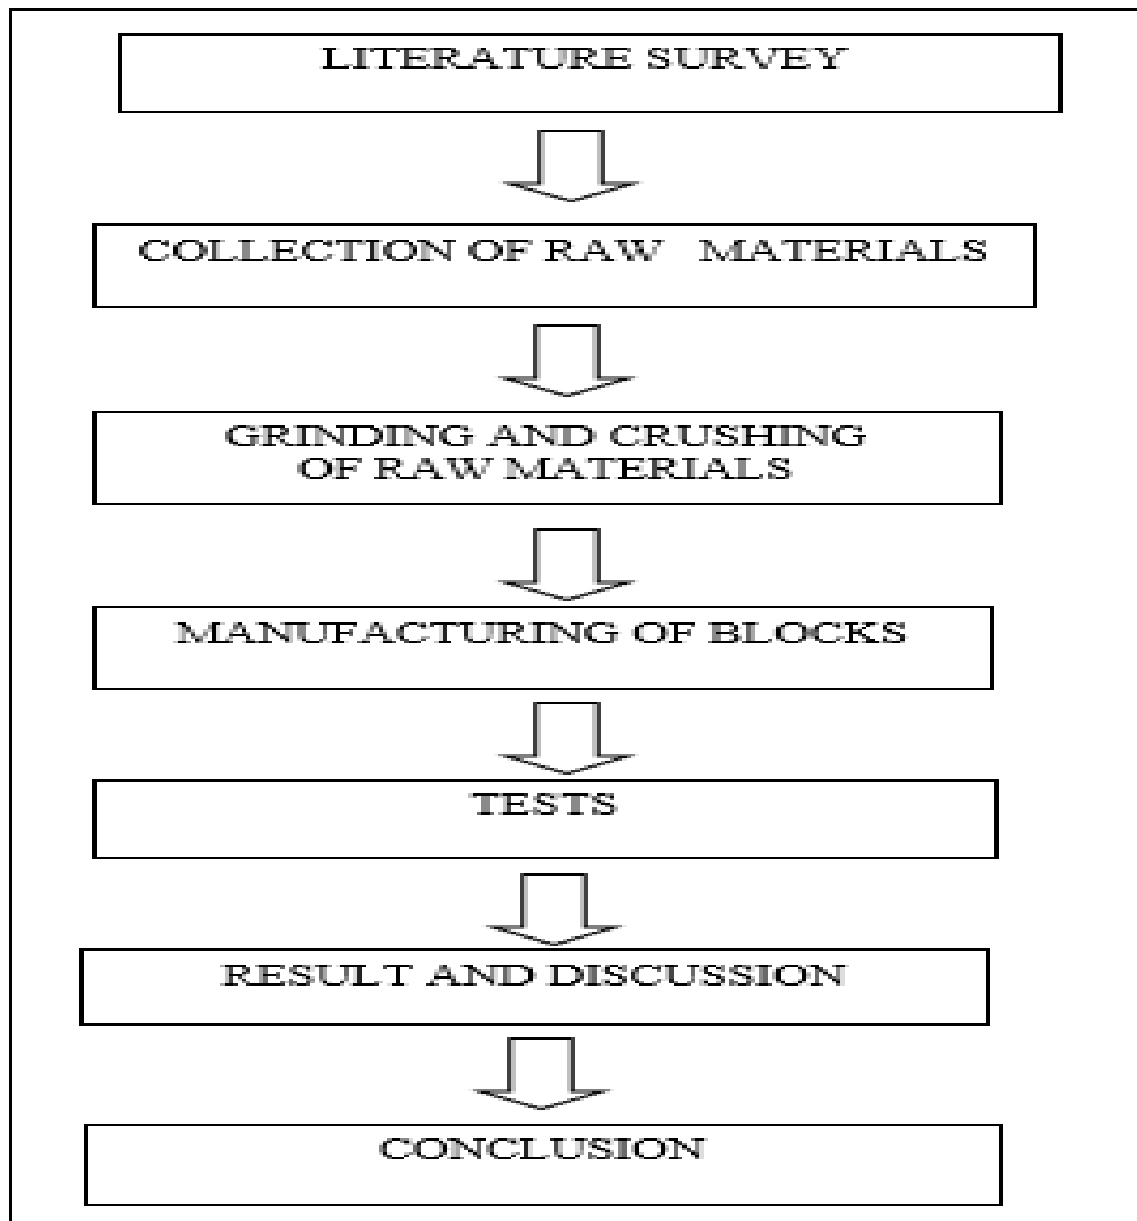 LITERATURE SURVEY
COLLECTION OF RAW MATERIALS
GRINDING AND CRUSHING
OF RAW MATERIALS
MANUFACTURING OF BLOCKS
TESTS
RESULT AND DISCUSSION
CONCLUSION